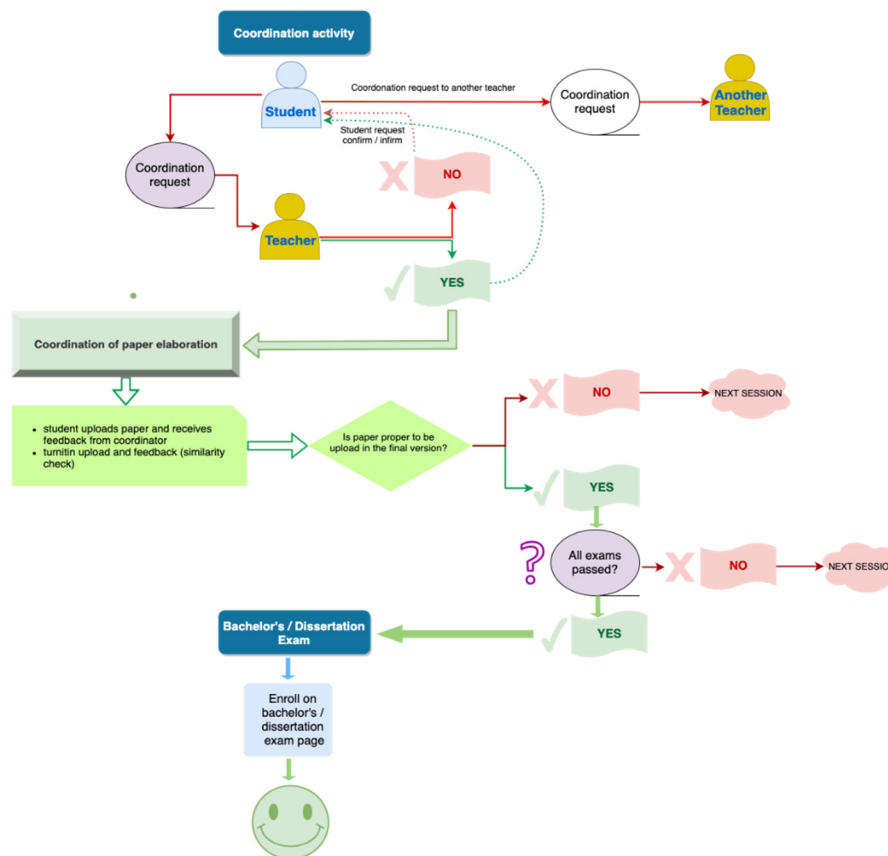 Coordination activity
Coordonation request to another teacher
Student
Coordination
request
Another
Teacher
Student request
confirm / infirm
Coordination
request
NO
Teacher
YES
Coordination of paper elaboration
NO
NEXT SESSION
• student uploads paper and receives
feedback from coordinator
• turnitin upload and feedback (similarity
check)
Is paper proper to be
upload in the final version?
YES
?
All exams
passed?
NO
NEXT SESSION
Bachelor's / Dissertation
Exam
YES
Enroll on
bachelor's /
dissertation
exam page